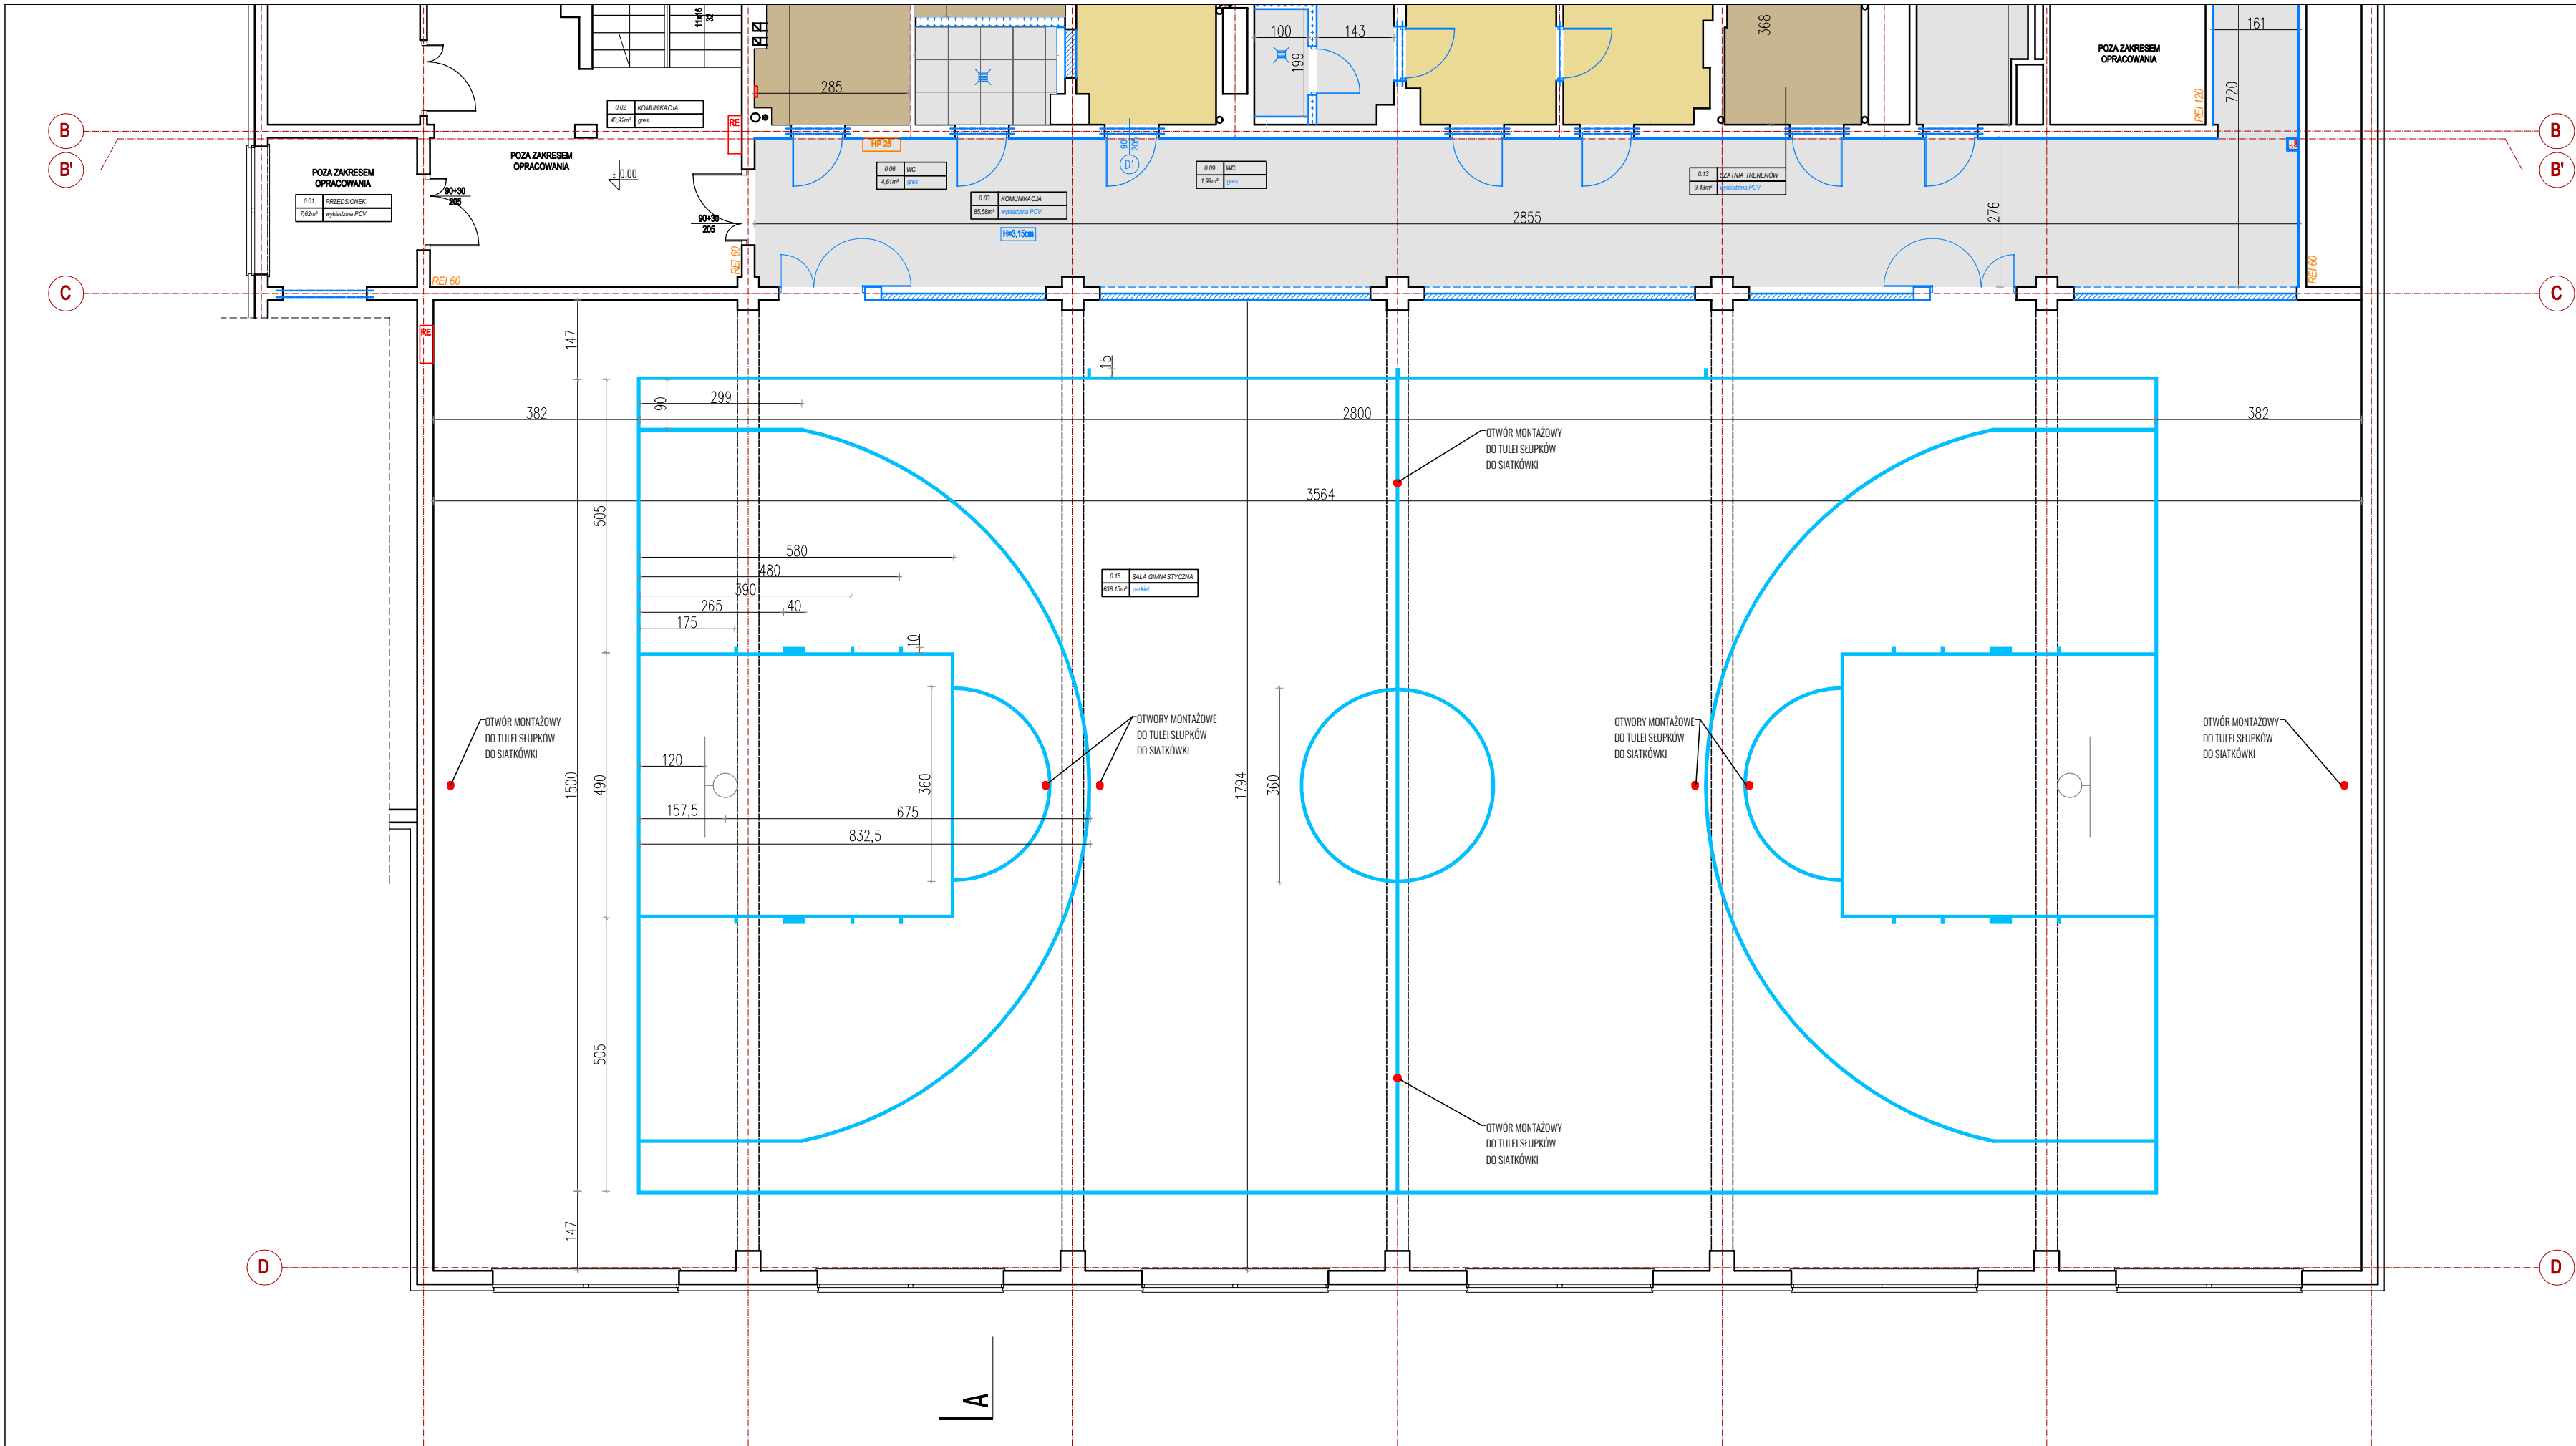 11x16
32
285
100
143
199
368
161
720
POZA ZAKRESEM
OPRACOWANIA
REI 120
0.02 KOMUNIKACJA
43,92m² gres
RE
B
B
B'
B'
HP 25
90
205
D1
POZA ZAKRESEM
OPRACOWANIA
POZA ZAKRESEM
OPRACOWANIA
± 0.00
0.01 PRZEDSIONEK
7,62m² wykładzina PCV
90+30
205
90+30
205
0.06 WC
4,61m² gres
0.09 WC
1,99m² gres
0.13 SZATNIA TRENERÓW
9,43m² wykładzina PCV
0.03 KOMUNIKACJA
85,58m² wykładzina PCV
H=3,15cm
2855
276
REI 60
REI 60
REI 60
C
C
RE
147
15
90
299
382
2800
382
OTWÓR MONTAŻOWY
DO TULEI SŁUPKÓW
DO SIATKÓWKI
3564
505
580
480
390
265
40
175
10
0.15 SALA GIMNASTYCZNA
638,15m² parkiet
OTWÓR MONTAŻOWY
DO TULEI SŁUPKÓW
DO SIATKÓWKI
OTWORY MONTAŻOWE
DO TULEI SŁUPKÓW
DO SIATKÓWKI
OTWORY MONTAŻOWE
DO TULEI SŁUPKÓW
DO SIATKÓWKI
OTWÓR MONTAŻOWY
DO TULEI SŁUPKÓW
DO SIATKÓWKI
120
1500
490
360
1794
360
157,5
675
832,5
505
OTWÓR MONTAŻOWY
DO TULEI SŁUPKÓW
DO SIATKÓWKI
147
D
D
A